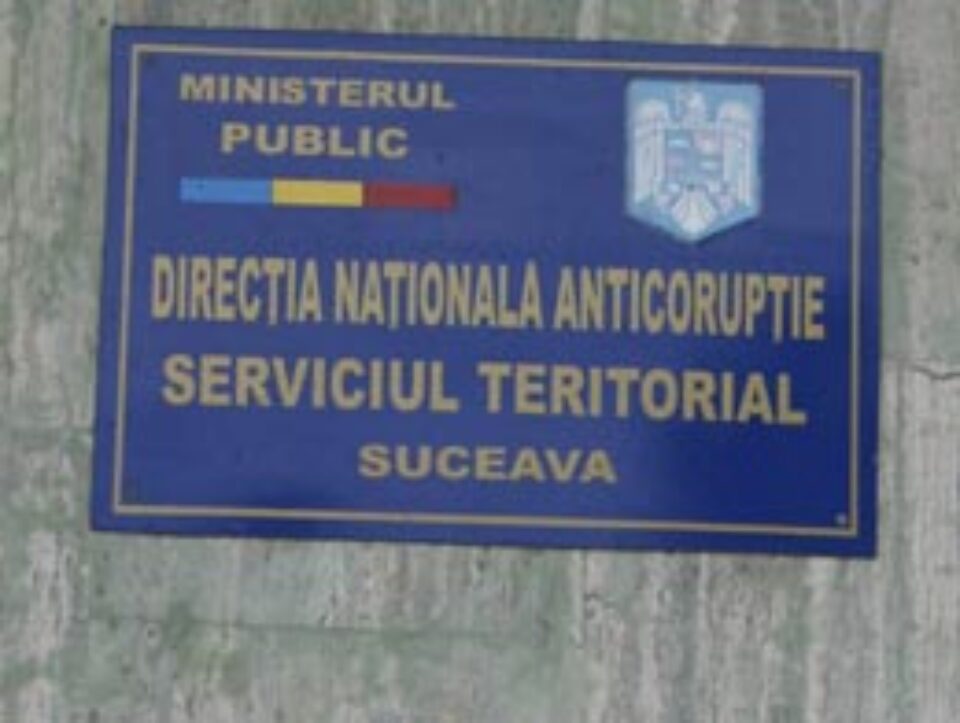 MINISTERUL
PUBLIC
DIRECȚIA NAȚIONALA ANTICORUPȚIE
SERVICIUL TERITORIAL
SUCEAVA